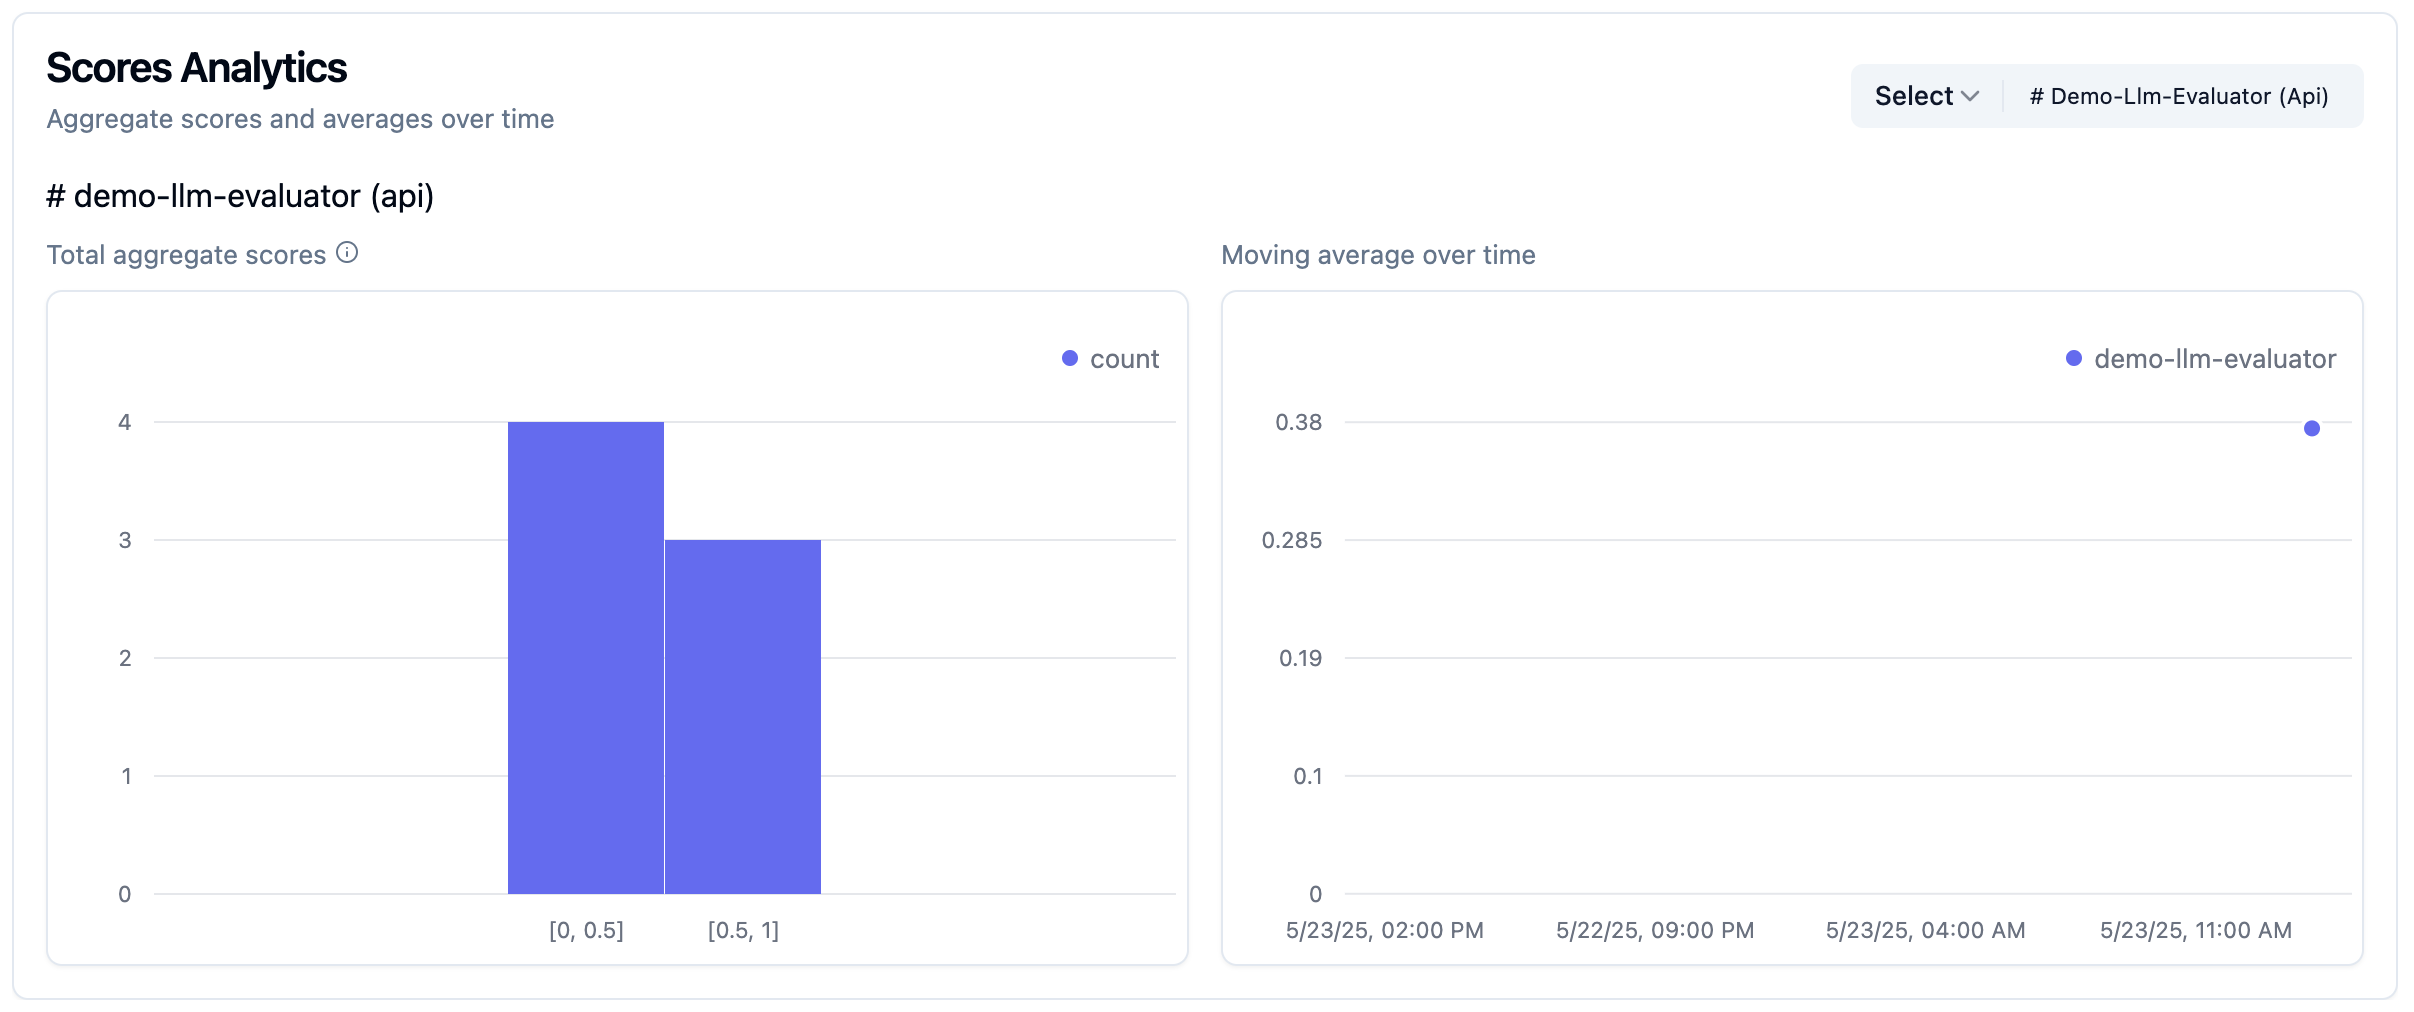 Scores Analytics
Aggregate scores and averages over time
Select
# Demo-Llm-Evaluator (Api)
# demo-llm-evaluator (api)
Total aggregate scores
count
4
3
2
1
0
[0, 0.5]
[0.5, 1]
Moving average over time
demo-llm-evaluator
0.38
0.285
0.19
0.1
0
5/23/25, 02:00 PM
5/22/25, 09:00 PM
5/23/25, 04:00 AM
5/23/25, 11:00 AM